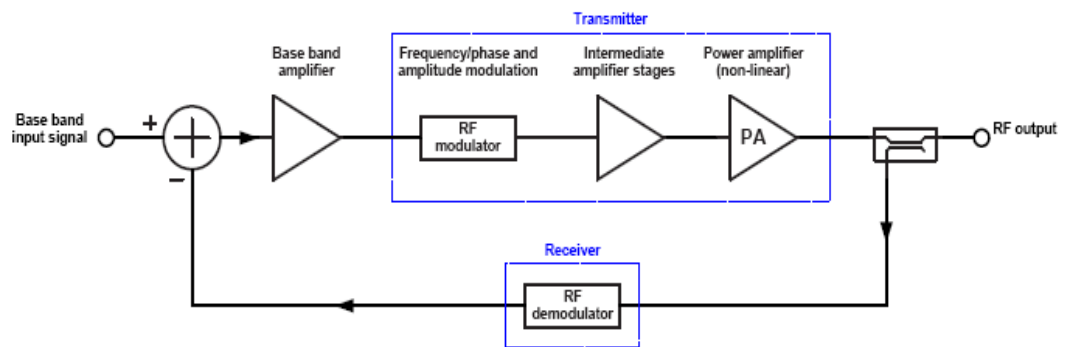 Transmitter
Base band
amplifier
Frequency/phase and
amplitude modulation
Intermediate
amplifier stages
Power amplifier
(non-linear)
Base band
input signal
+
RF
modulator
PA
RF output
−
Receiver
RF
demodulator